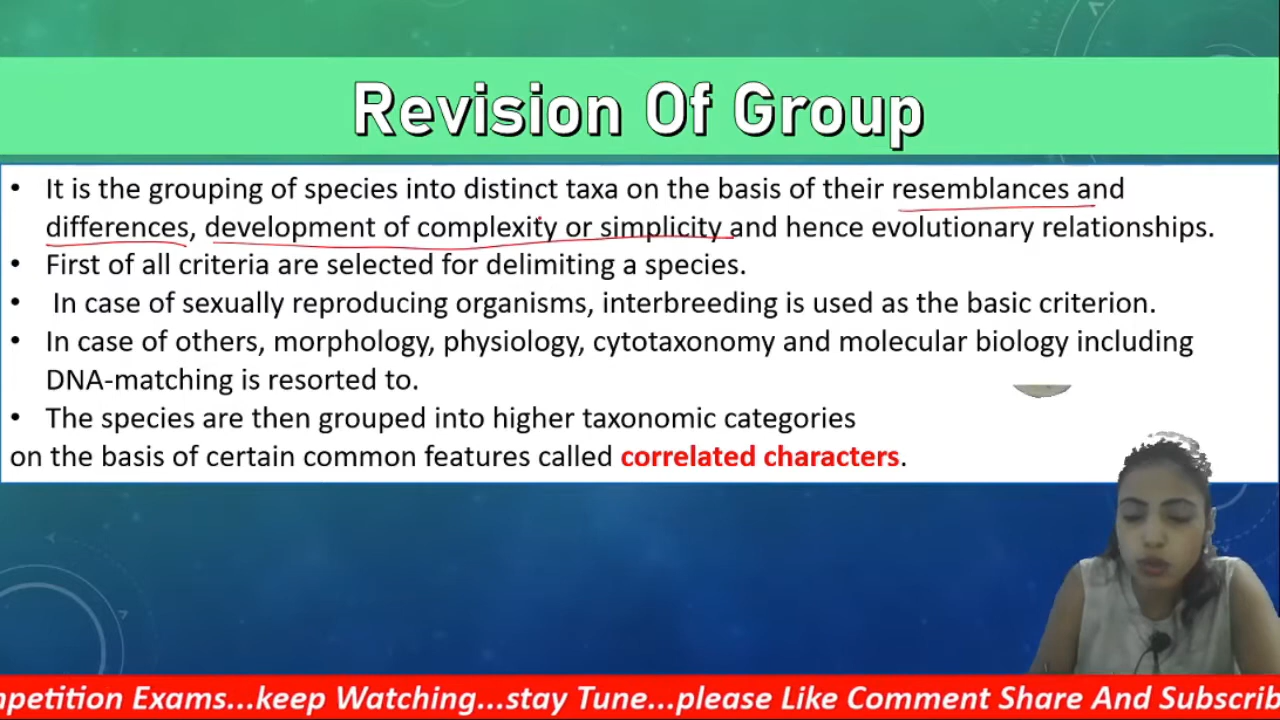 Revision Of Group
• It is the grouping of species into distinct taxa on the basis of their resemblances and
differences, development of complexity or simplicity and hence evolutionary relationships.
• First of all criteria are selected for delimiting a species.
• In case of sexually reproducing organisms, interbreeding is used as the basic criterion.
• In case of others, morphology, physiology, cytotaxonomy and molecular biology including
DNA-matching is resorted to.
• The species are then grouped into higher taxonomic categories
on the basis of certain common features called correlated characters.
mpetition Exams...keep Watching...stay Tune...please Like Comment Share And Subscrib